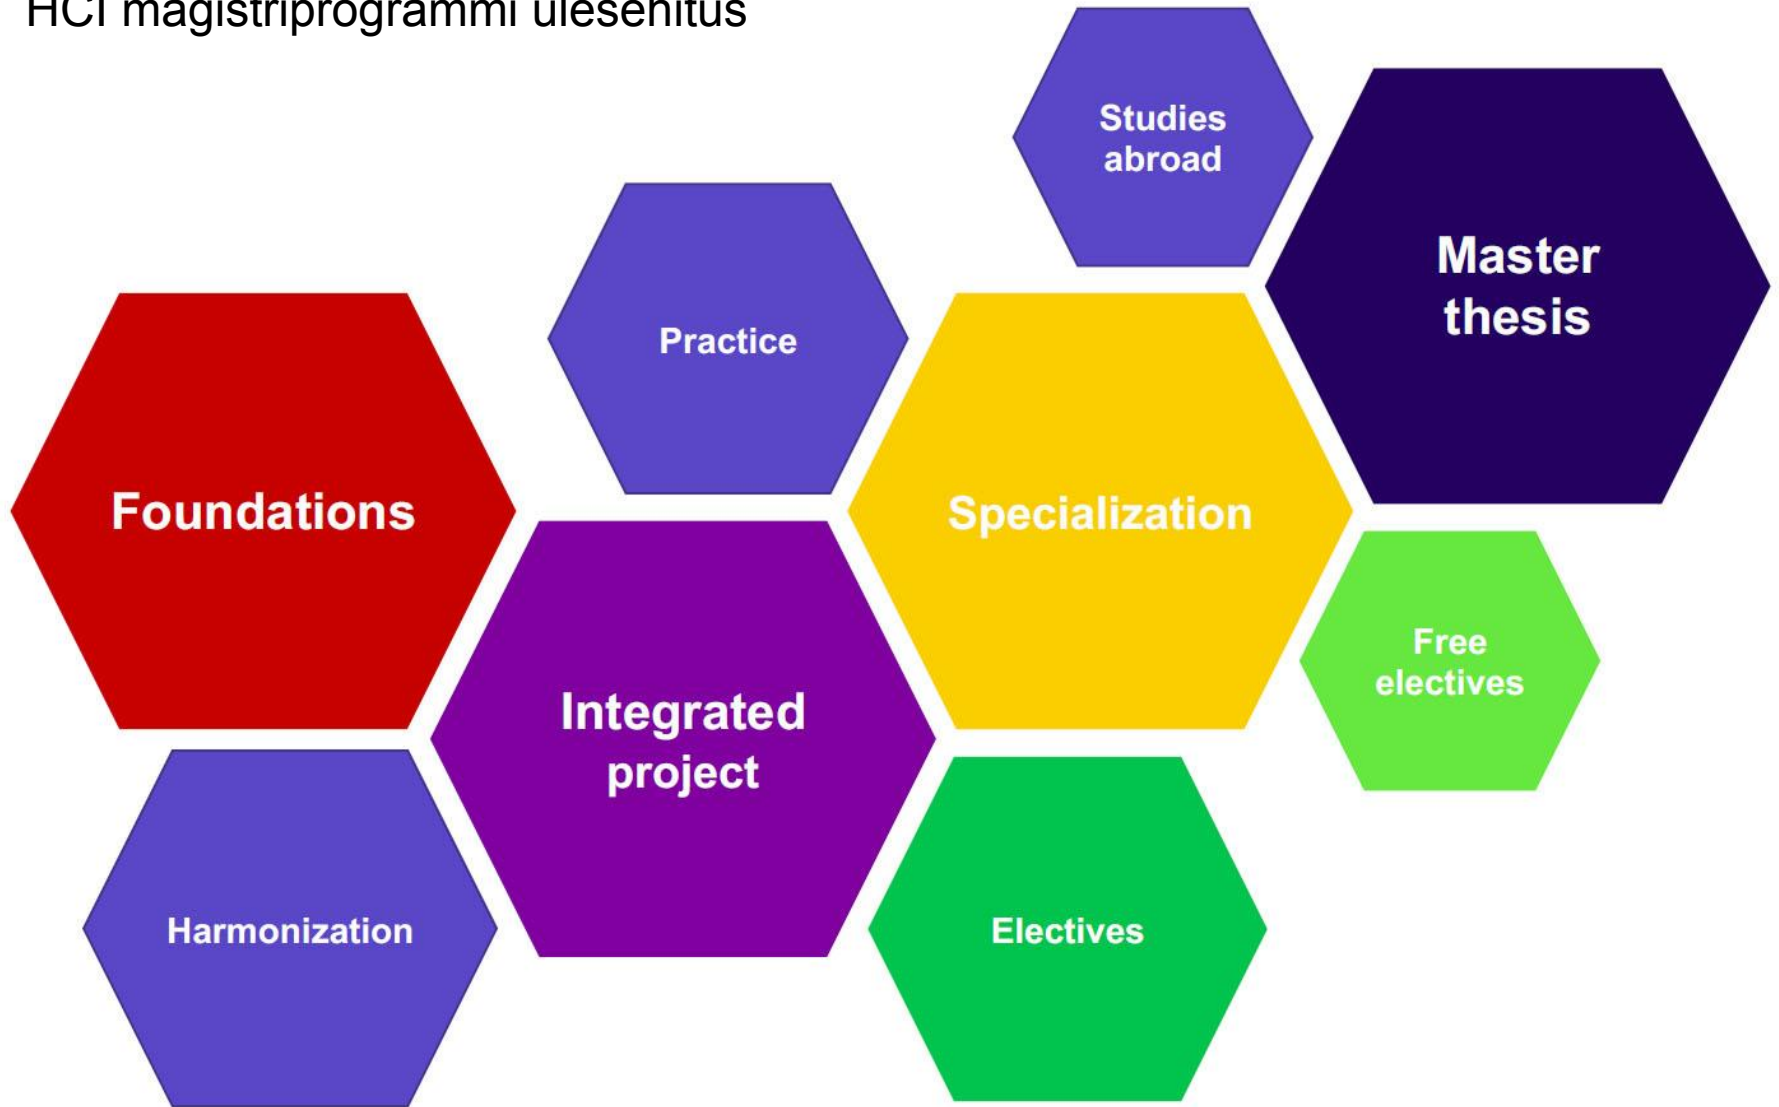 HCI magistriprogrammi ülesehitus
Studies
abroad
Master
thesis
Practice
Foundations
Specialization
Free
electives
Integrated
project
Harmonization
Electives